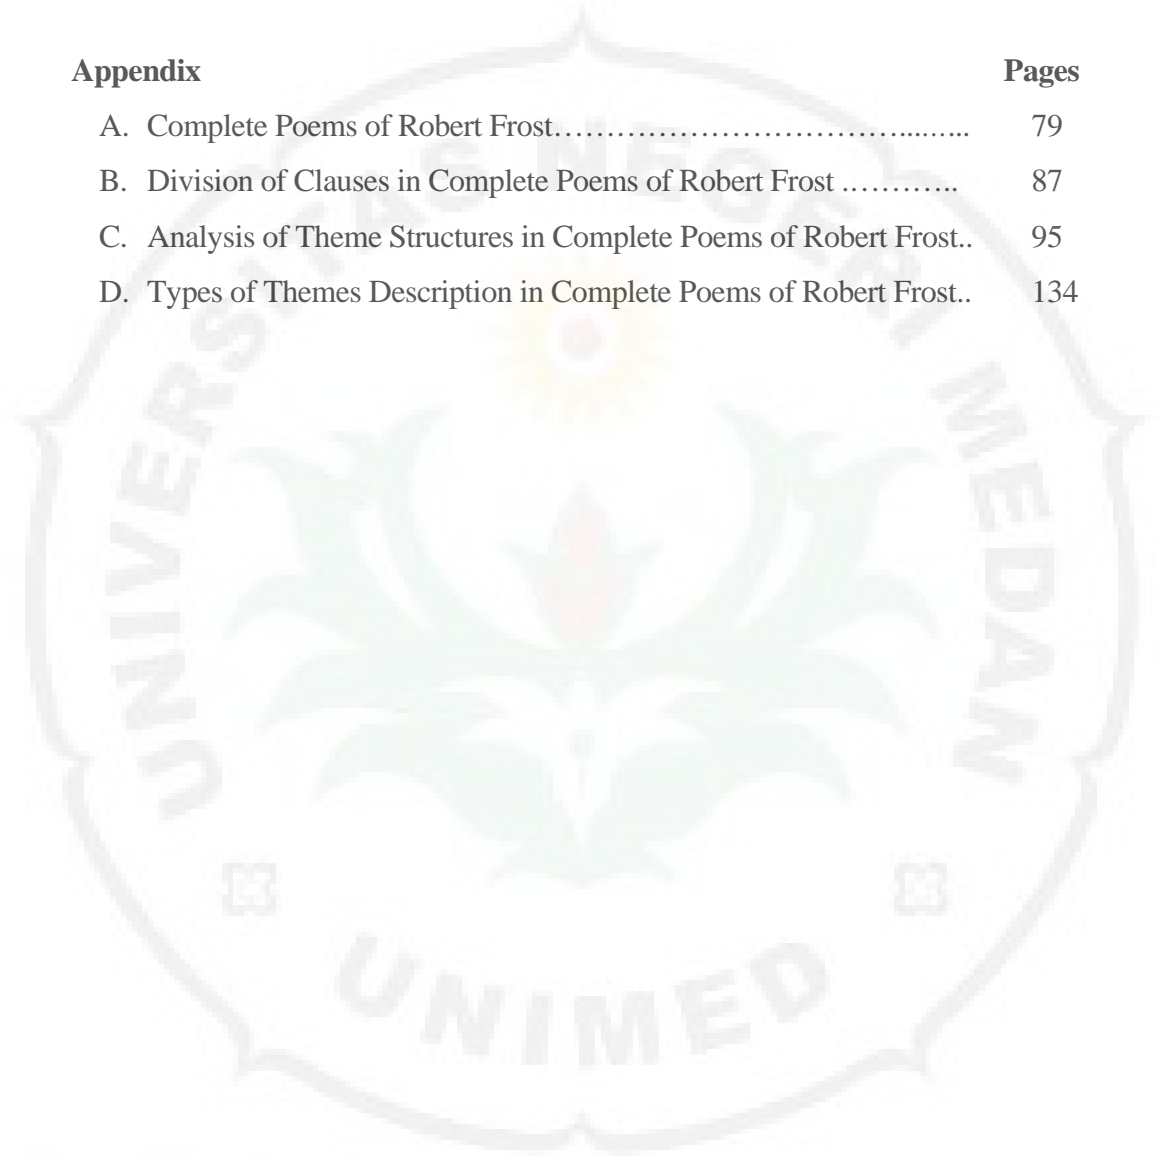 Appendix Pages
A. Complete Poems of Robert Frost…………………………………...…... 79
B. Division of Clauses in Complete Poems of Robert Frost ………….. 87
C. Analysis of Theme Structures in Complete Poems of Robert Frost.. 95
D. Types of Themes Description in Complete Poems of Robert Frost.. 134
UNIVERSITAS NEGERI MEDAN
UNIMED